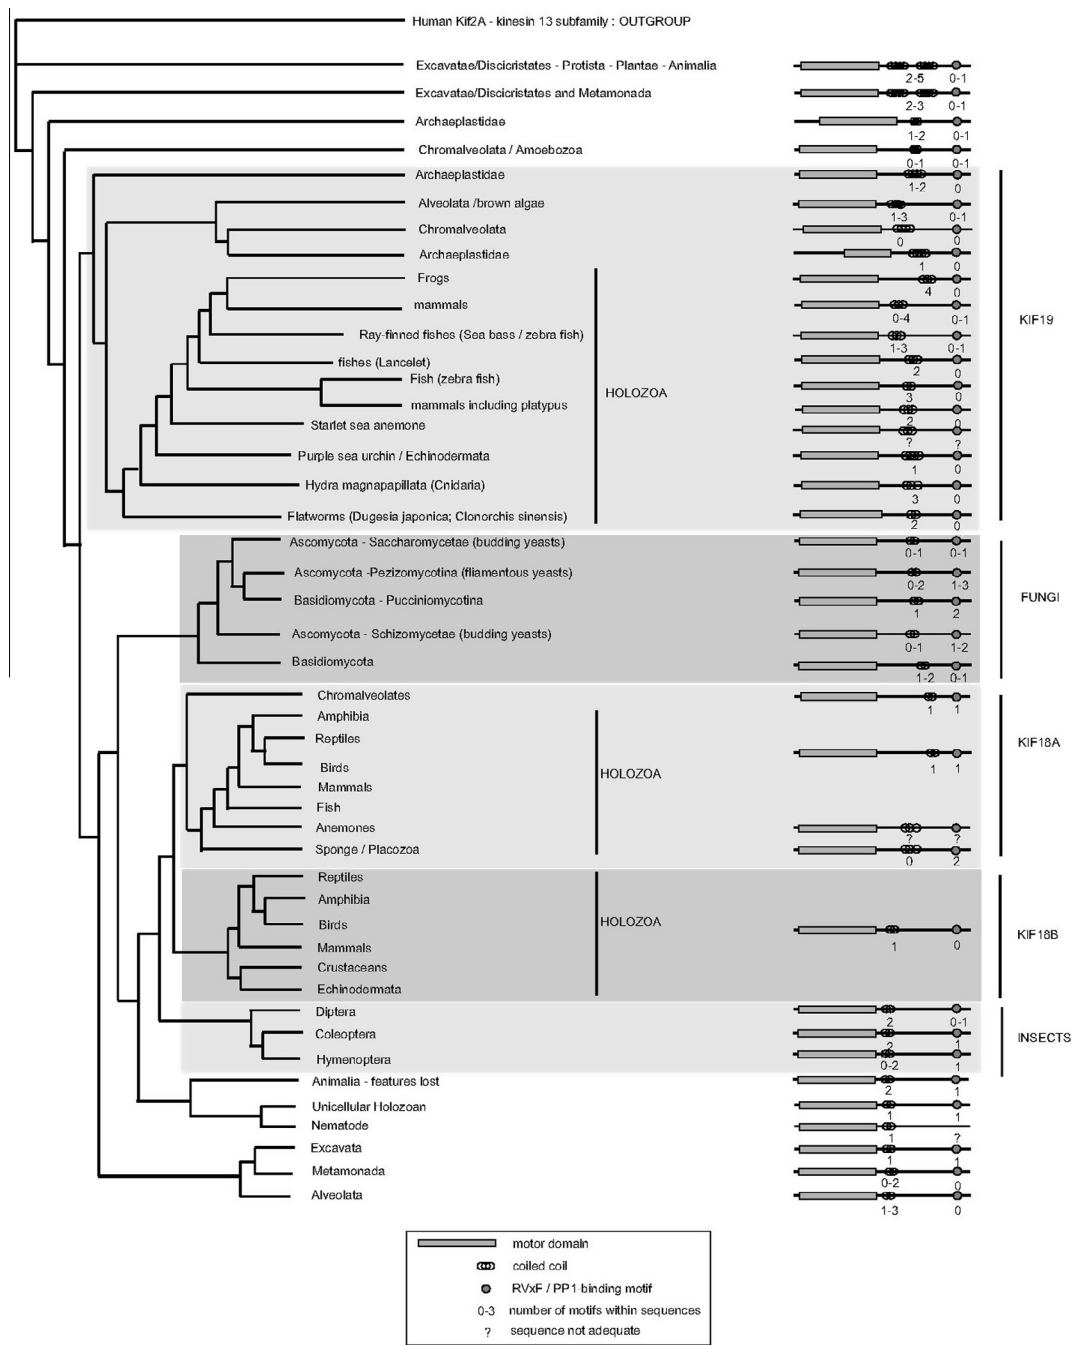 Human Kif2A - kinesin 13 subfamily : OUTGROUP
Excavatae/Discicristates - Protista - Plantae - Animalia
2-5 0-1
Excavatae/Discicristates and Metamonada
2-3 0-1
Archaeplastidae
1-2 0-1
Chromalveolata / Amoebozoa
0-1 0-1
Archaeplastidae
1-2 0
Alveolata /brown algae
1-3 0-1
Chromalveolata
0 0
Archaeplastidae
1 0
Frogs
4 0
mammals
0-4 0-1
KIF19
Ray-finned fishes (Sea bass / zebra fish)
1-3 0-1
fishes (Lancelet)
2 0
Fish (zebra fish)
3 0
HOLOZOA
mammals including platypus
2 0
Starlet sea anemone
? ?
Purple sea urchin / Echinodermata
1 0
Hydra magnapapillata (Cnidaria)
3 0
Flatworms (Dugesia japonica; Clonorchis sinensis)
2 0
Ascomycota - Saccharomycetae (budding yeasts)
0-1 0-1
Ascomycota -Pezizomycotina (fliamentous yeasts)
0-2 1-3
FUNGI
Basidiomycota - Pucciniomycotina
1 2
Ascomycota - Schizomycetae (budding yeasts)
0-1 1-2
Basidiomycota
1-2 0-1
Chromalveolates
1 1
Amphibia
Reptiles
KIF18A
Birds
1 1
HOLOZOA
Mammals
Fish
Anemones
? ?
Sponge / Placozoa
0 2
Reptiles
Amphibia
Birds
HOLOZOA
KIF18B
Mammals
1 0
Crustaceans
Echinodermata
Diptera
2 0-1
Coleoptera
2 1
INSECTS
Hymenoptera
0-2 1
Animalia - features lost
2 1
Unicellular Holozoan
1 1
Nematode
1 ?
Excavata
1 1
Metamonada
0-2 0
Alveolata
1-3 0
motor domain
coiled coil
RVxF / PP1-binding motif
0-3 number of motifs within sequences
? sequence not adequate